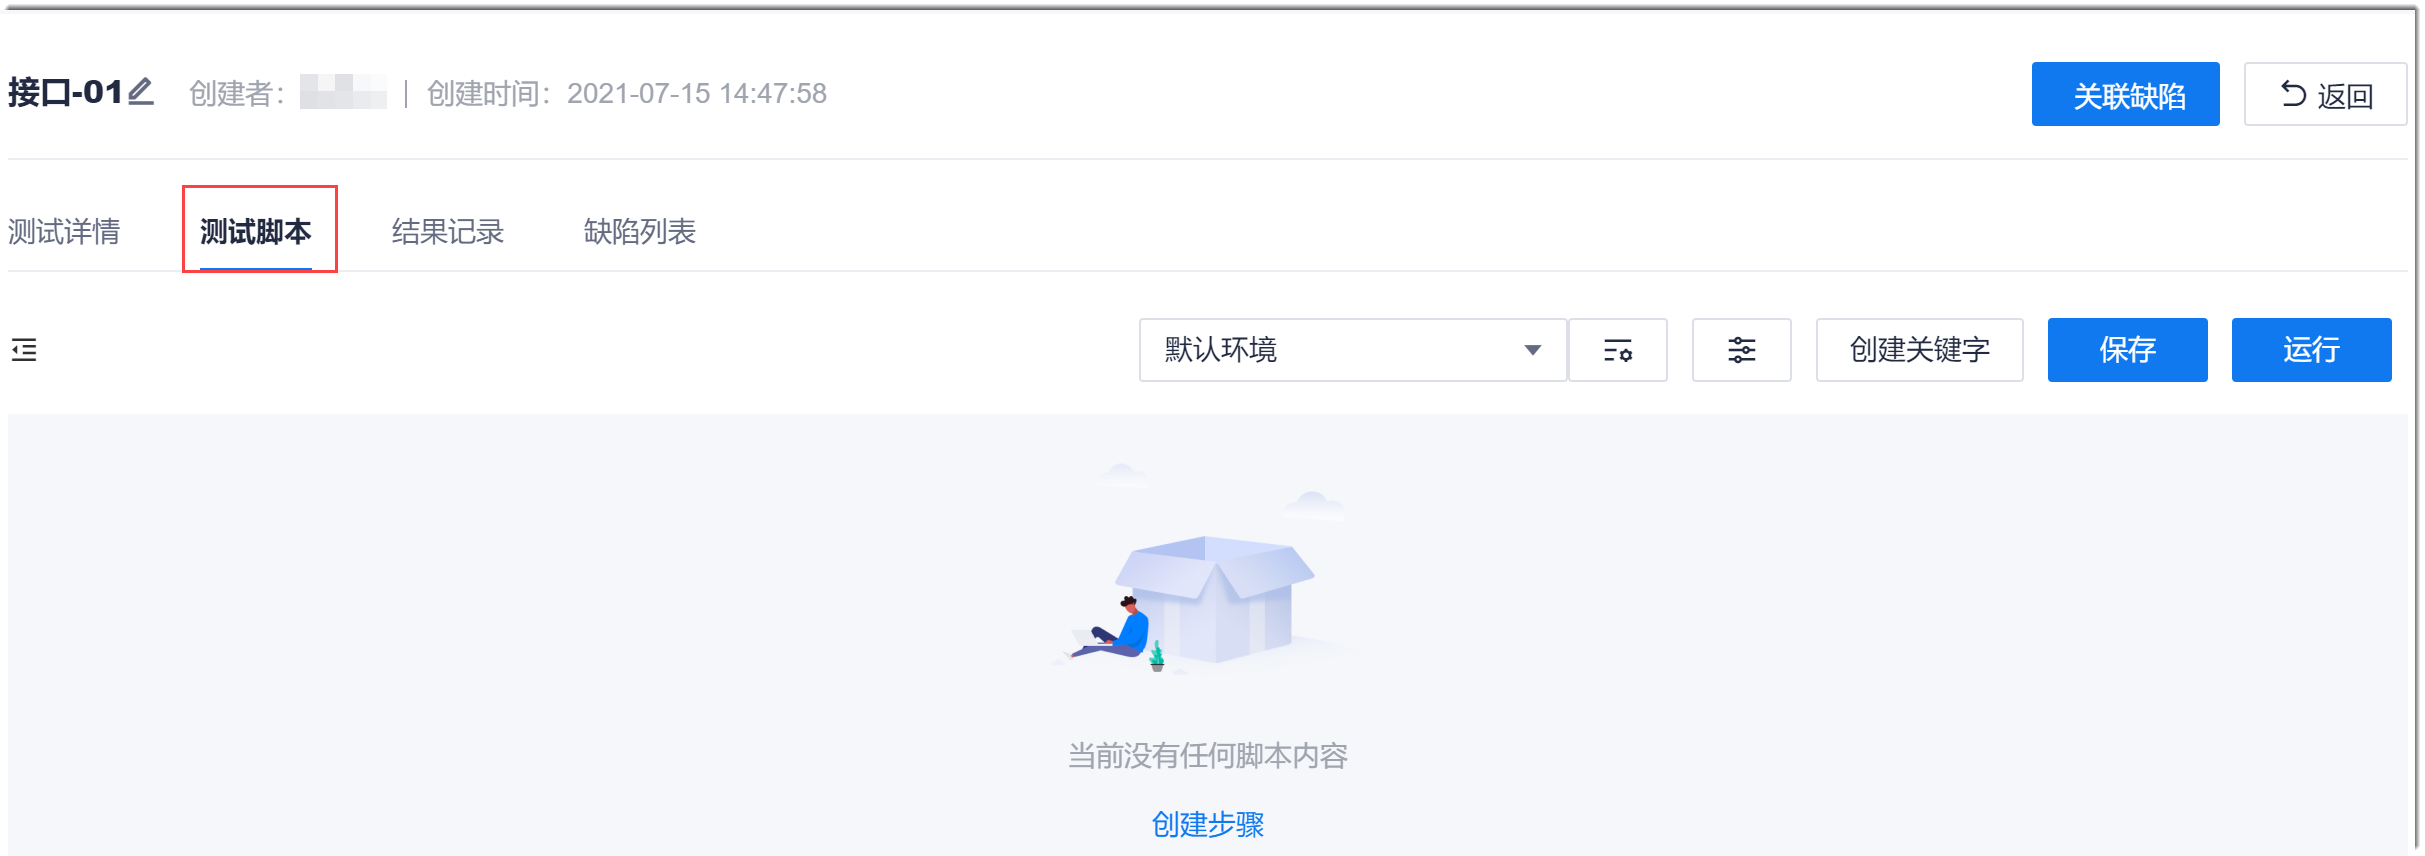 接口-01 创建者： 创建时间：2021-07-15 14:47:58 关联缺陷 返回
测试详情 测试脚本 结果记录 缺陷列表
默认环境 创建关键字 保存 运行
当前没有任何脚本内容
创建步骤